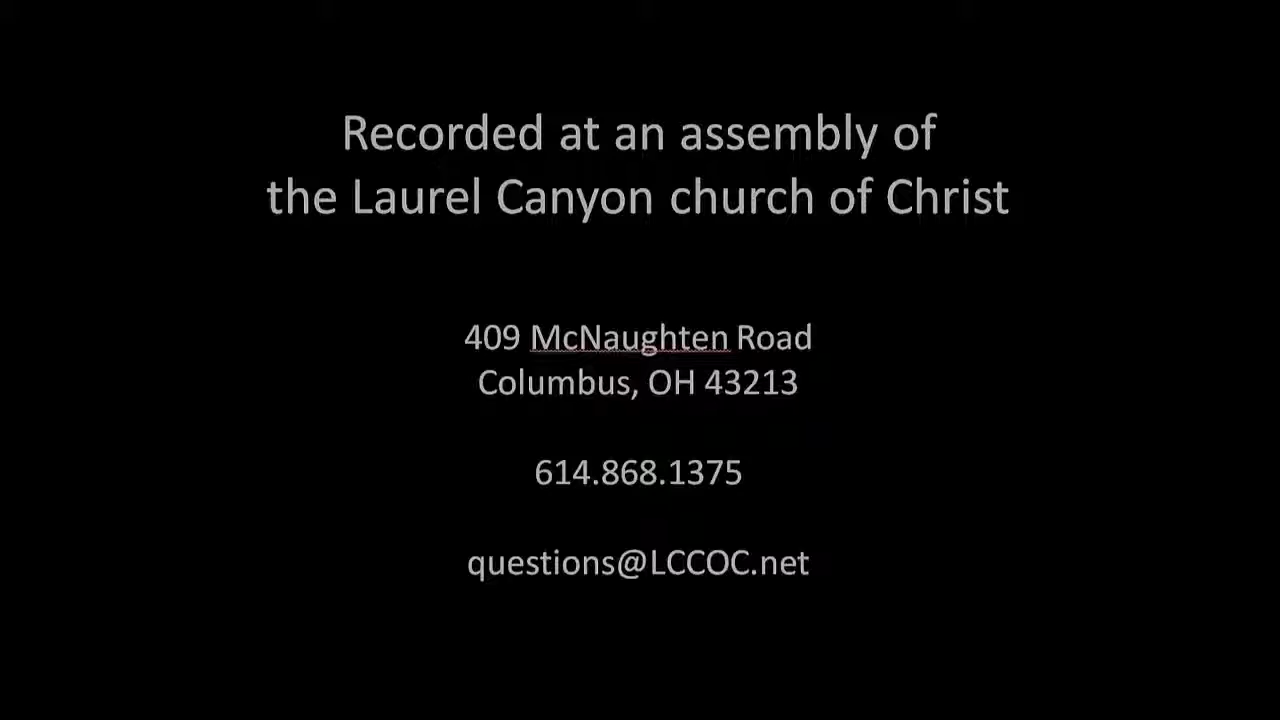 Recorded at an assembly of
the Laurel Canyon church of Christ
409 McNaughten Road
Columbus, OH 43213
614.868.1375
questions@LCCOC.net